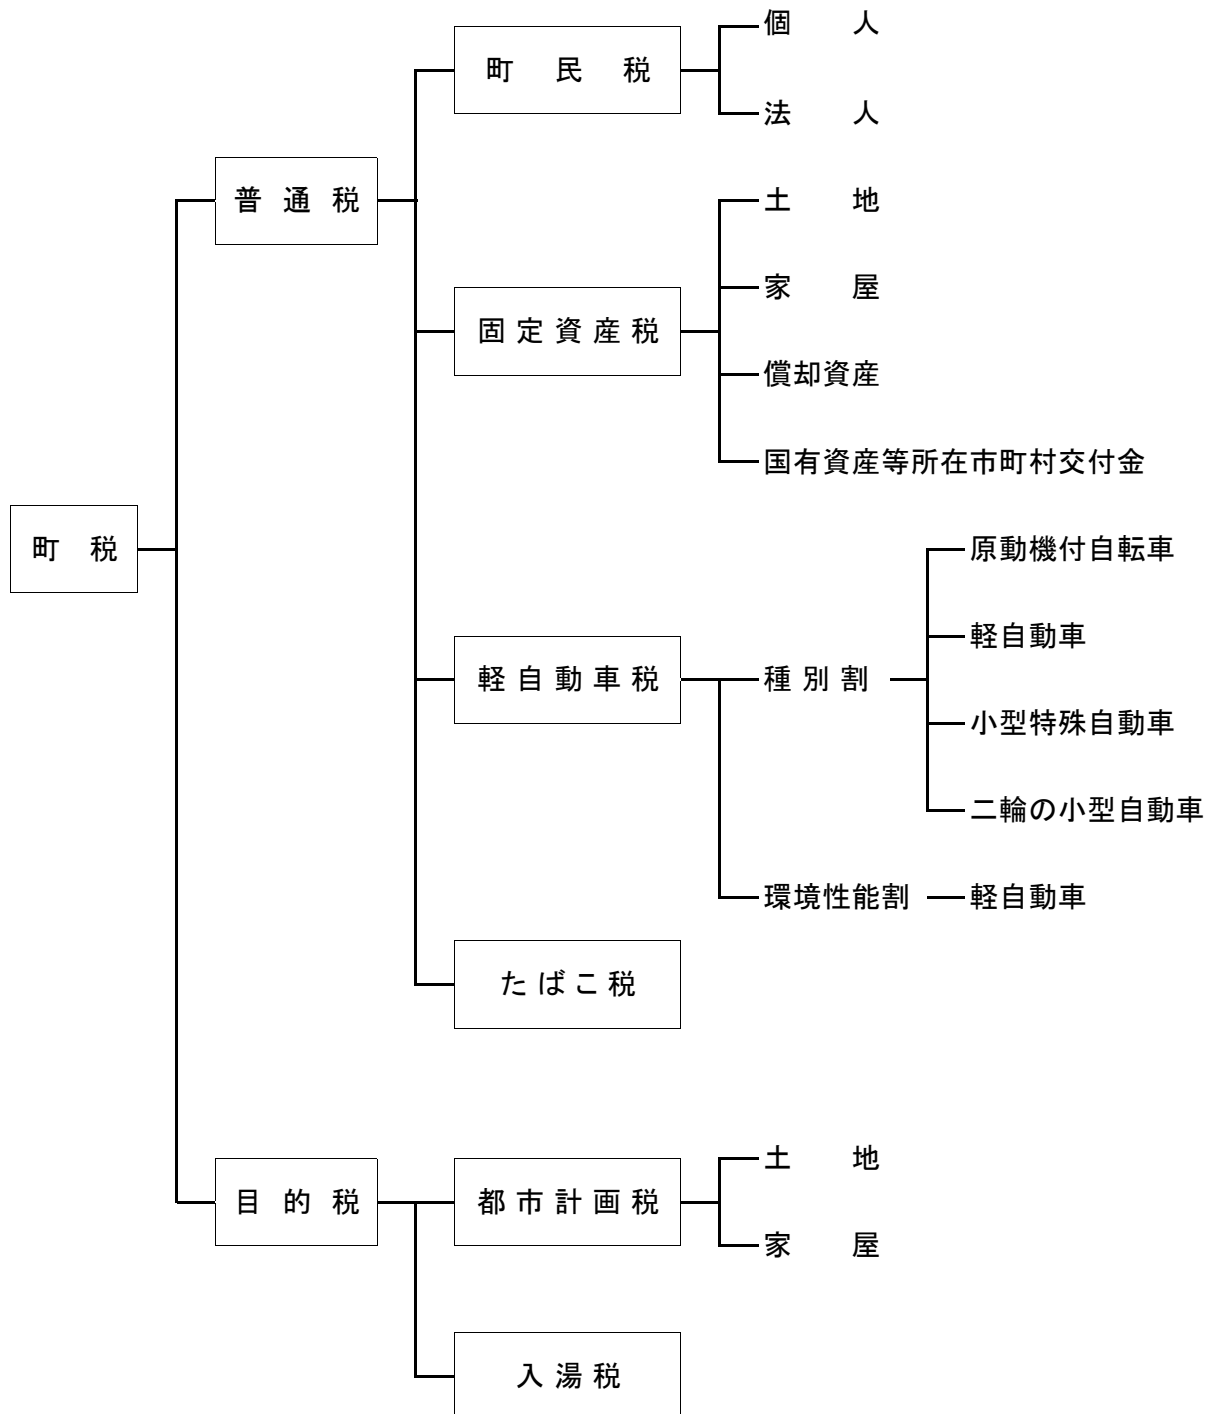 個人
町民税
法人
普通税
土地
家屋
固定資産税
償却資産
国有資産等所在市町村交付金
町税
原動機付自転車
軽自動車
軽自動車税
種別割
小型特殊自動車
二輪の小型自動車
環境性能割
軽自動車
たばこ税
土地
目的税
都市計画税
家屋
入湯税